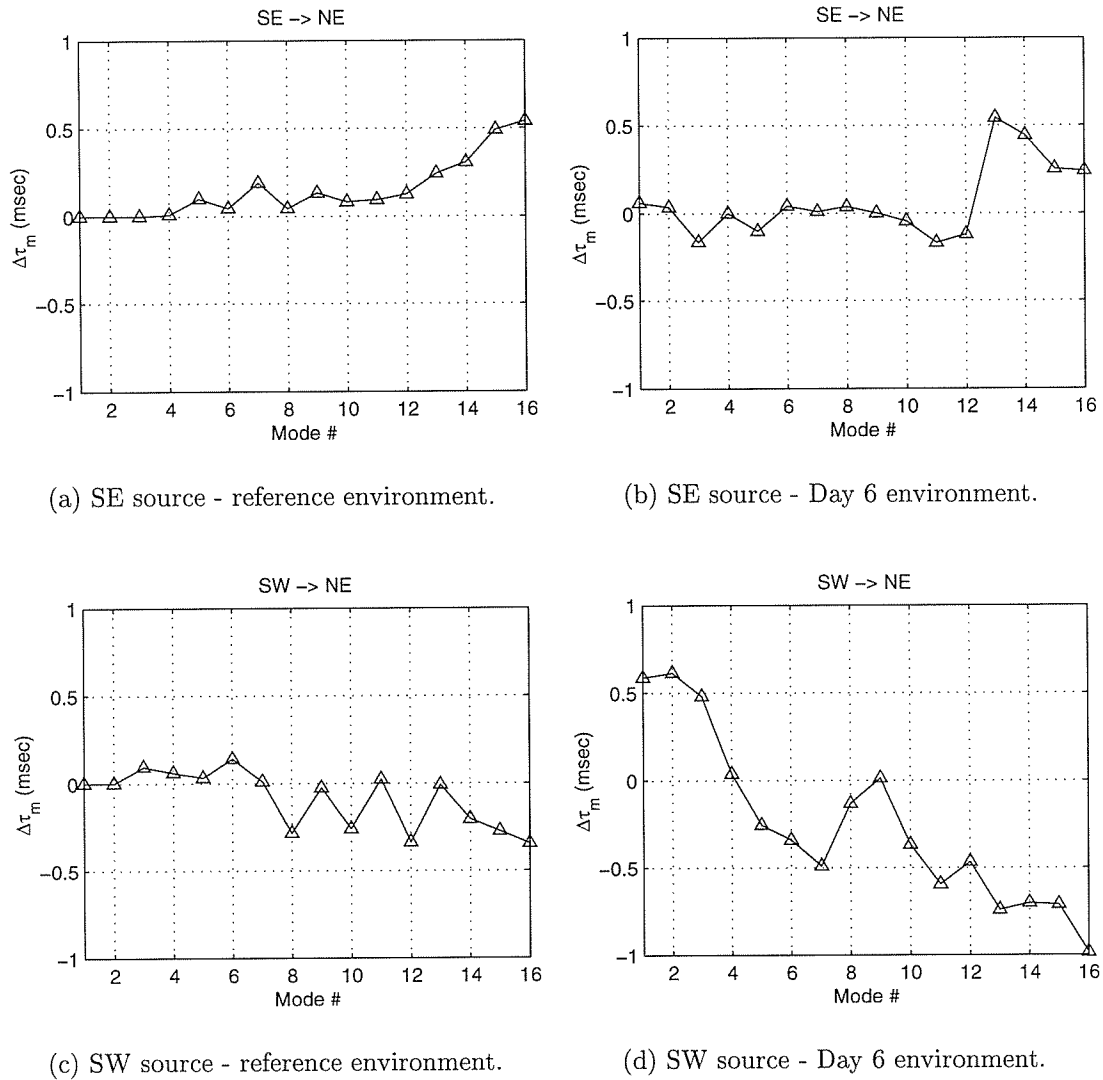 SE -> NE
1
0.5
0
-0.5
-1
Δτm (msec)
2 4 6 8 10 12 14 16
Mode #
(a) SE source - reference environment.
SE -> NE
1
0.5
0
-0.5
-1
Δτm (msec)
2 4 6 8 10 12 14 16
Mode #
(b) SE source - Day 6 environment.
SW -> NE
1
0.5
0
-0.5
-1
Δτm (msec)
2 4 6 8 10 12 14 16
Mode #
(c) SW source - reference environment.
SW -> NE
1
0.5
0
-0.5
-1
Δτm (msec)
2 4 6 8 10 12 14 16
Mode #
(d) SW source - Day 6 environment.